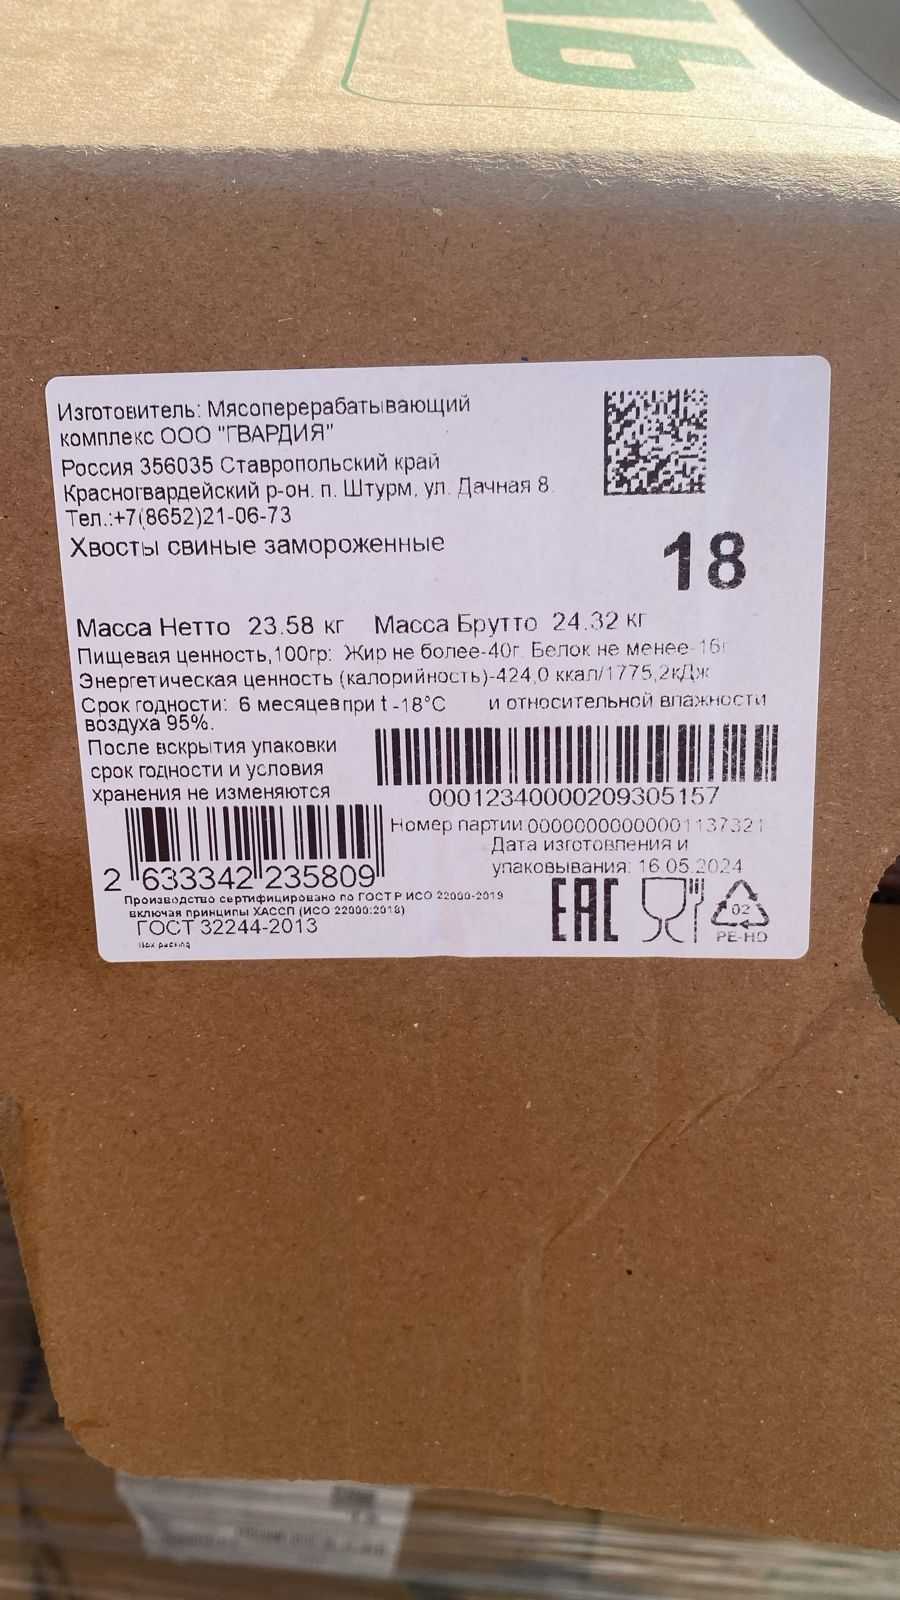 Изготовитель: Мясоперерабатывающий
комплекс ООО "ГВАРДИЯ"
Россия 356035 Ставропольский край
Красногвардейский р-он. п. Штурм, ул. Дачная 8.
Тел.:+7(8652)21-06-73
Хвосты свиные замороженные
18
Масса Нетто 23.58 кг Масса Брутто 24.32 кг
Пищевая ценность,100гр: Жир не более-40г. Белок не менее-16г
Энергетическая ценность (калорийность)-424,0 ккал/1775,2кДж
Срок годности: 6 месяцев при t -18°C и относительной влажности
воздуха 95%.
После вскрытия упаковки
срок годности и условия
хранения не изменяются
00012340000209305157
Номер партии:00000000000001137321
Дата изготовления и
упаковывания: 16.05.2024
2 633342 235809
Производство сертифицировано по ГОСТ Р ИСО 22000-2019
включая принципы ХАССП (ИСО 22000:2018)
ГОСТ 32244-2013
Box packing
EAC
02
PE-HD